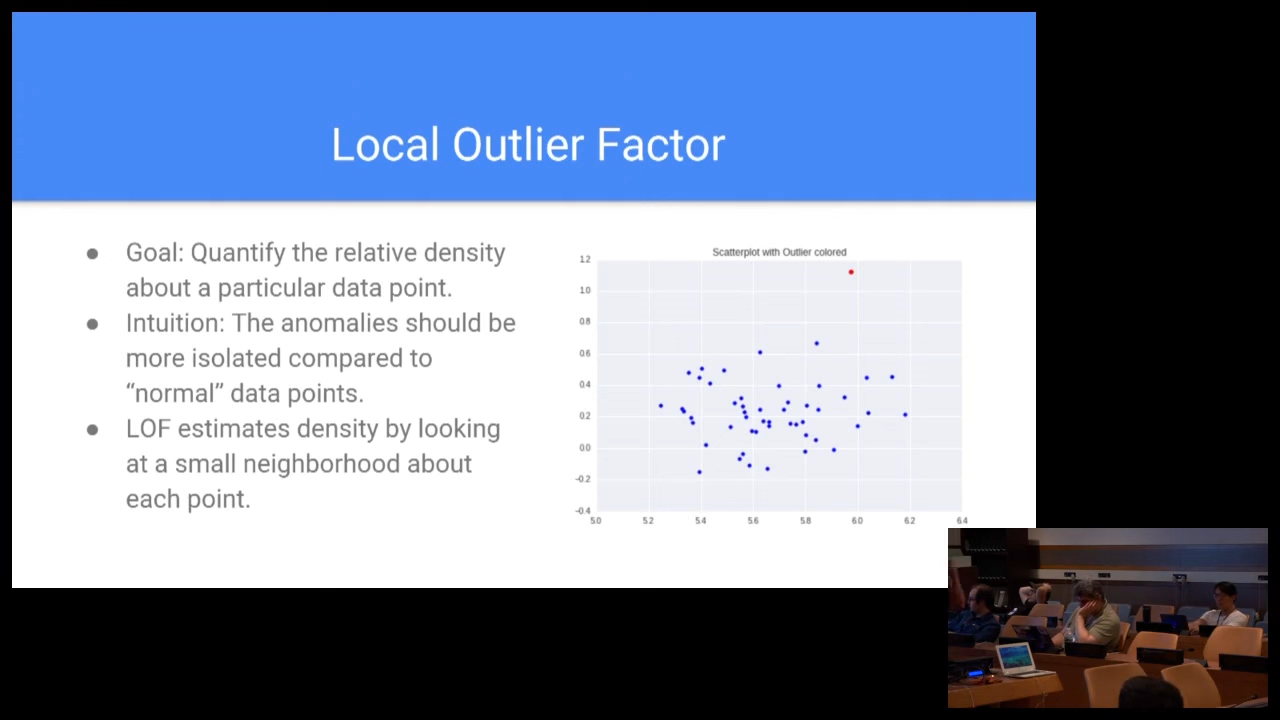 Local Outlier Factor
● Goal: Quantify the relative density
about a particular data point.
● Intuition: The anomalies should be
more isolated compared to
“normal” data points.
● LOF estimates density by looking
at a small neighborhood about
each point.
Scatterplot with Outlier colored
1.2
1.0
0.8
0.6
0.4
0.2
0.0
−0.2
−0.4
5.0 5.2 5.4 5.6 5.8 6.0 6.2 6.4